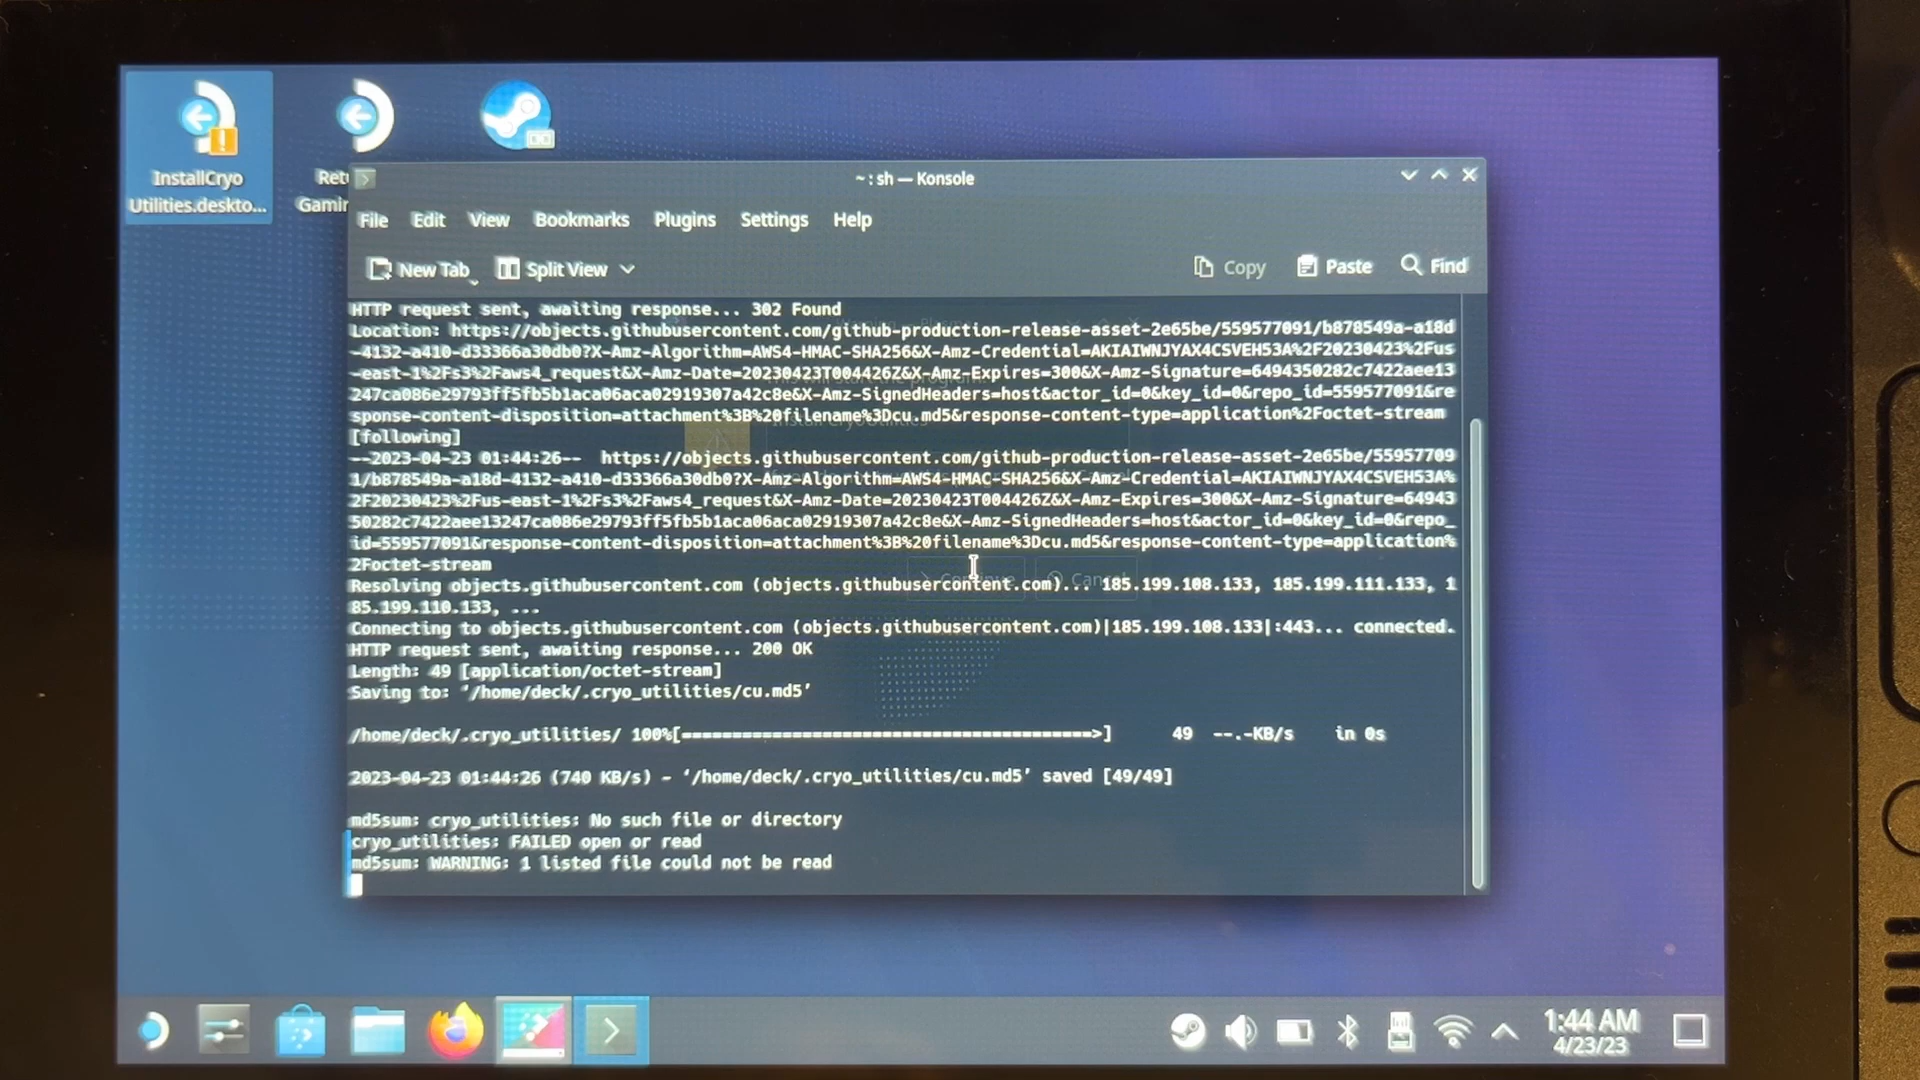 InstallCryo
Utilities.deskto...
Retu
Gamin
~ : sh — Konsole
File Edit View Bookmarks Plugins Settings Help
New Tab Split View Copy Paste Find
HTTP request sent, awaiting response... 302 Found
Location: https://objects.githubusercontent.com/github-production-release-asset-2e65be/559577091/b878549a-a18d
-4132-a410-d33366a30db0?X-Amz-Algorithm=AWS4-HMAC-SHA256&X-Amz-Credential=AKIAIWNJYAX4CSVEH53A%2F20230423%2Fus
-east-1%2Fs3%2Faws4_request&X-Amz-Date=20230423T004426Z&X-Amz-Expires=300&X-Amz-Signature=6494350282c7422aee13
247ca086e29793ff5fb5b1aca06aca02919307a42c8e&X-Amz-SignedHeaders=host&actor_id=0&key_id=0&repo_id=559577091&re
sponse-content-disposition=attachment%3B%20filename%3Dcu.md5&response-content-type=application%2Foctet-stream
[following]
--2023-04-23 01:44:26--  https://objects.githubusercontent.com/github-production-release-asset-2e65be/55957709
1/b878549a-a18d-4132-a410-d33366a30db0?X-Amz-Algorithm=AWS4-HMAC-SHA256&X-Amz-Credential=AKIAIWNJYAX4CSVEH53A%
2F20230423%2Fus-east-1%2Fs3%2Faws4_request&X-Amz-Date=20230423T004426Z&X-Amz-Expires=300&X-Amz-Signature=64943
50282c7422aee13247ca086e29793ff5fb5b1aca06aca02919307a42c8e&X-Amz-SignedHeaders=host&actor_id=0&key_id=0&repo_
id=559577091&response-content-disposition=attachment%3B%20filename%3Dcu.md5&response-content-type=application%
2Foctet-stream
Resolving objects.githubusercontent.com (objects.githubusercontent.com)... 185.199.108.133, 185.199.111.133, 1
85.199.110.133, ...
Connecting to objects.githubusercontent.com (objects.githubusercontent.com)|185.199.108.133|:443... connected.
HTTP request sent, awaiting response... 200 OK
Length: 49 [application/octet-stream]
Saving to: ‘/home/deck/.cryo_utilities/cu.md5’
/home/deck/.cryo_utilities/ 100%[=========================================>]      49  --.-KB/s    in 0s
2023-04-23 01:44:26 (740 KB/s) - ‘/home/deck/.cryo_utilities/cu.md5’ saved [49/49]
md5sum: cryo_utilities: No such file or directory
cryo_utilities: FAILED open or read
md5sum: WARNING: 1 listed file could not be read
1:44 AM
4/23/23